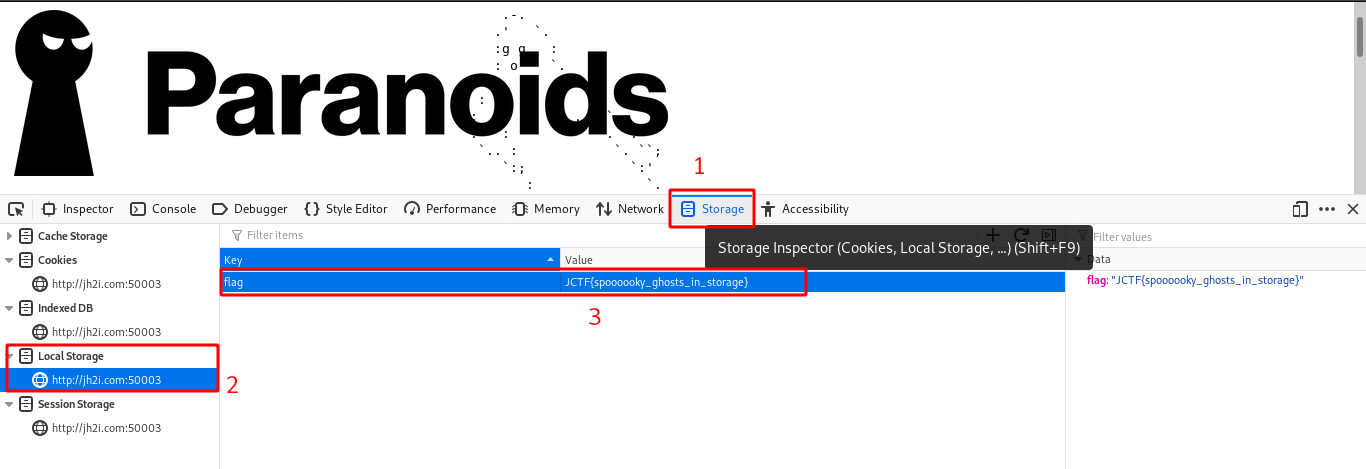 Paranoids
g g
o
1
Inspector Console Debugger {} Style Editor Performance Memory Network Storage Accessibility
Cache Storage
Cookies
http://jh2i.com:50003
Indexed DB
http://jh2i.com:50003
Local Storage
http://jh2i.com:50003
Session Storage
http://jh2i.com:50003
2
Filter items
Storage Inspector (Cookies, Local Storage, ...) (Shift+F9)
Key Value
flag JCTF{spoooooky_ghosts_in_storage}
3
Filter values
Data
flag: "JCTF{spoooooky_ghosts_in_storage}"